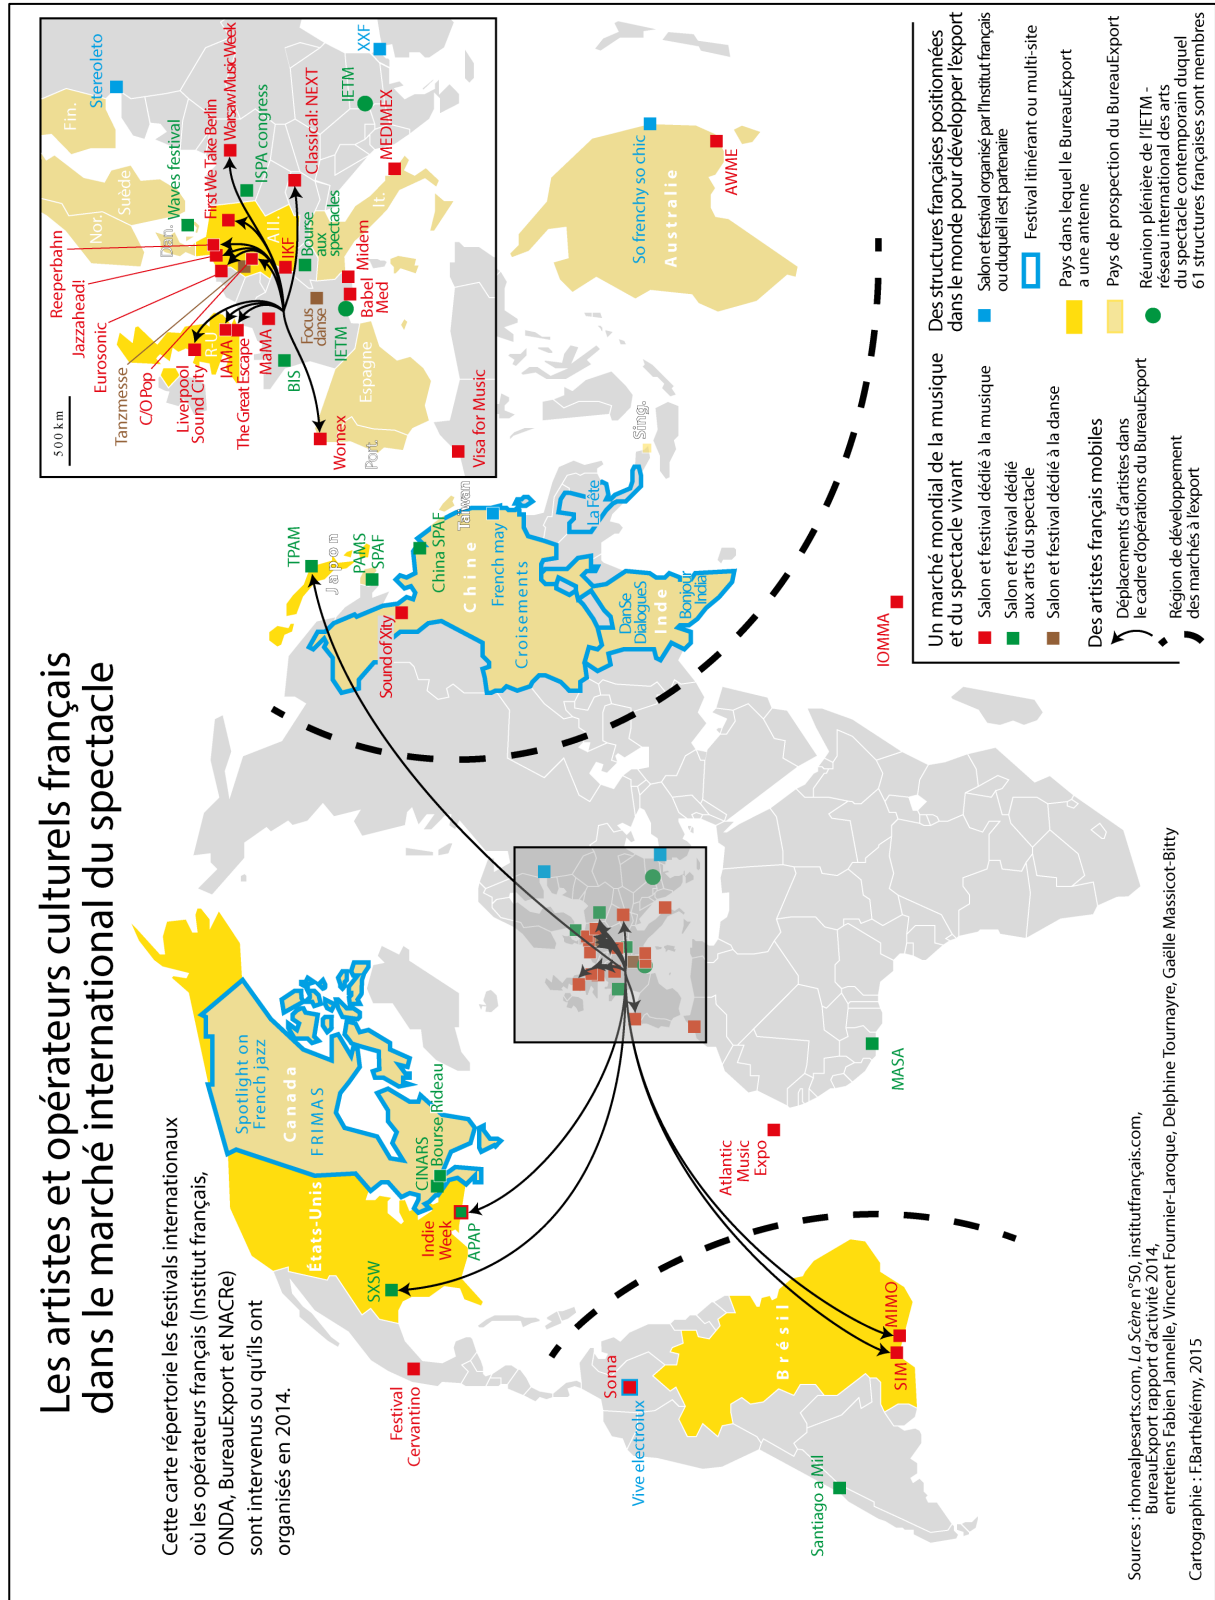 Les artistes et opérateurs culturels français
dans le marché international du spectacle
Cette carte répertorie les festivals internationaux
où les opérateurs français (Institut français,
ONDA, BureauExport et NACRe)
sont intervenus ou qu'ils ont
organisés en 2014.
Spotlight on
French jazz
Canada
FRIMAS
États-Unis
CINARS
Bourse Rideau
Indie
Week
APAP
SXSW
Festival
Cervantino
Soma
Vive electrolux
Brésil
SIM
MIMO
Santiago a Mil
Atlantic
Music
Expo
MASA
IOMMA
TPAM
Japon
PAMS
SPAF
China SPAF
Sound of Xity
Chine
Taïwan
French may
Croisements
DanSe
DialogueS
Inde
Bonjour
India
La Fête
Sing.
So frenchy so chic
Australie
AWME
500 km
Reeperbahn
Jazzahead!
Eurosonic
Tanzmesse
C/O Pop
Liverpool
Sound City
R-U
IAMA
The Great Escape
MaMA
BIS
Womex
Port.
Espagne
Visa for Music
Focus
danse
IETM
Babel
Med
Midem
IKF
Bourse
aux
spectacles
All.
It.
MEDIMEX
Classical: NEXT
ISPA congress
First We Take Berlin
Warsaw Music Week
Waves festival
Dan.
Nor.
Suède
Fin.
Stereoleto
IETM
XXF
Un marché mondial de la musique
et du spectacle vivant
Salon et festival dédié à la musique
Salon et festival dédié
aux arts du spectacle
Salon et festival dédié à la danse
Des artistes français mobiles
Déplacements d'artistes dans
le cadre d'opérations du BureauExport
Région de développement
des marchés à l'export
Des structures françaises positionnées
dans le monde pour développer l'export
Salon et festival organisé par l'Institut français
ou duquel il est partenaire
Festival itinérant ou multi-site
Pays dans lequel le BureauExport
a une antenne
Pays de prospection du BureauExport
Réunion plénière de l'IETM -
réseau international des arts
du spectacle contemporain duquel
61 structures françaises sont membres
Sources : rhonealpesarts.com, La Scène n°50, institutfrançais.com,
BureauExport rapport d'activité 2014,
entretiens Fabien Jannelle, Vincent Fournier-Laroque, Delphine Tournayre, Gaëlle Massicot-Bitty
Cartographie : F.Barthélémy, 2015